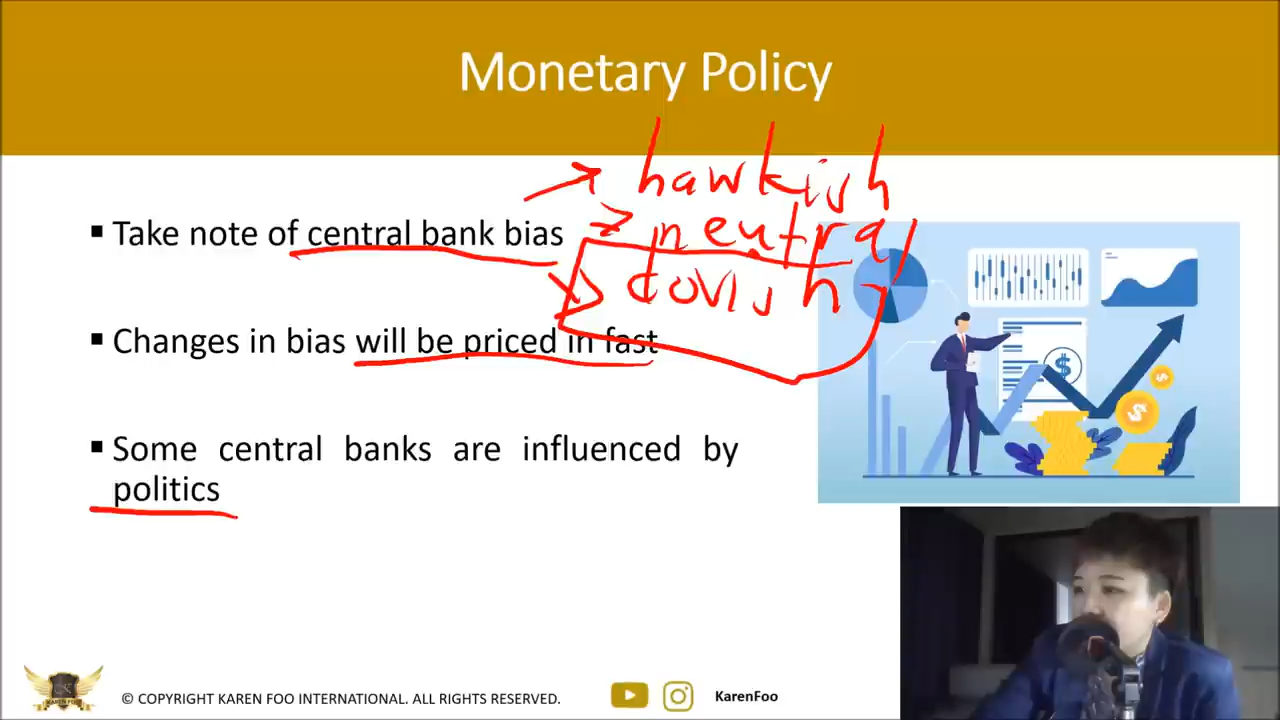 Monetary Policy
hawkish
Take note of central bank bias
neutral
dovish
Changes in bias will be priced in fast
Some central banks are influenced by
politics
© COPYRIGHT KAREN FOO INTERNATIONAL. ALL RIGHTS RESERVED.
KarenFoo